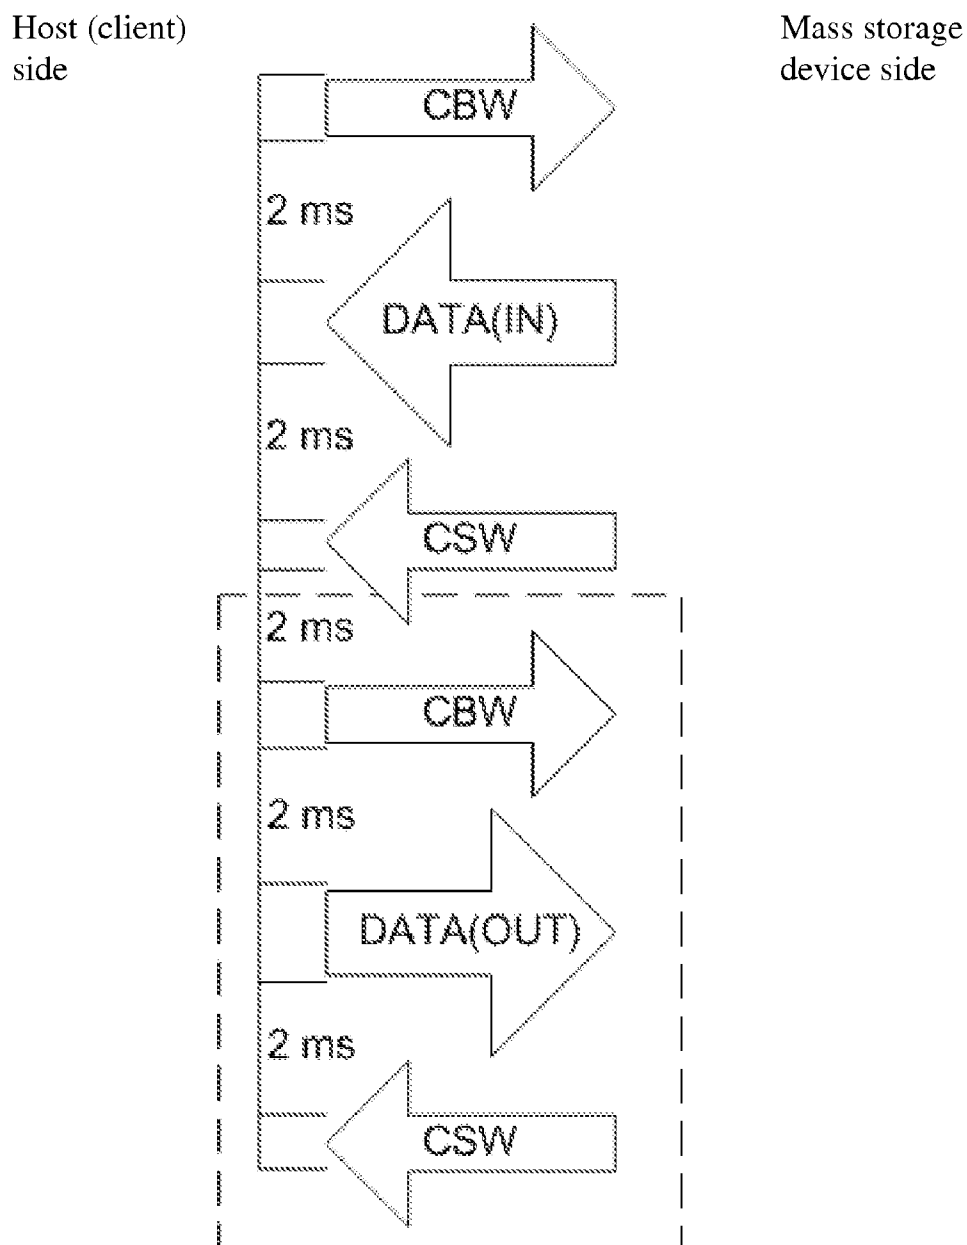 Host (client)
side
Mass storage
device side
CBW
2 ms
DATA(IN)
2 ms
CSW
2 ms
CBW
2 ms
DATA(OUT)
2 ms
CSW